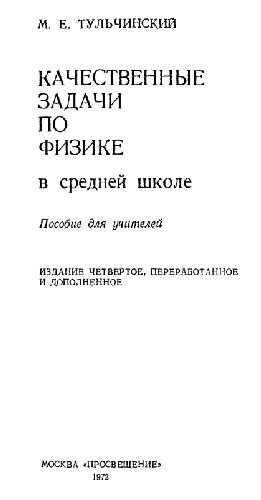 М. Е. ТУЛЬЧИНСКИЙ
КАЧЕСТВЕННЫЕ
ЗАДАЧИ
ПО
ФИЗИКЕ
в средней школе
Пособие для учителей
ИЗДАНИЕ ЧЕТВЕРТОЕ, ПЕРЕРАБОТАННОЕ
И ДОПОЛНЕННОЕ
МОСКВА «ПРОСВЕЩЕНИЕ»
1972